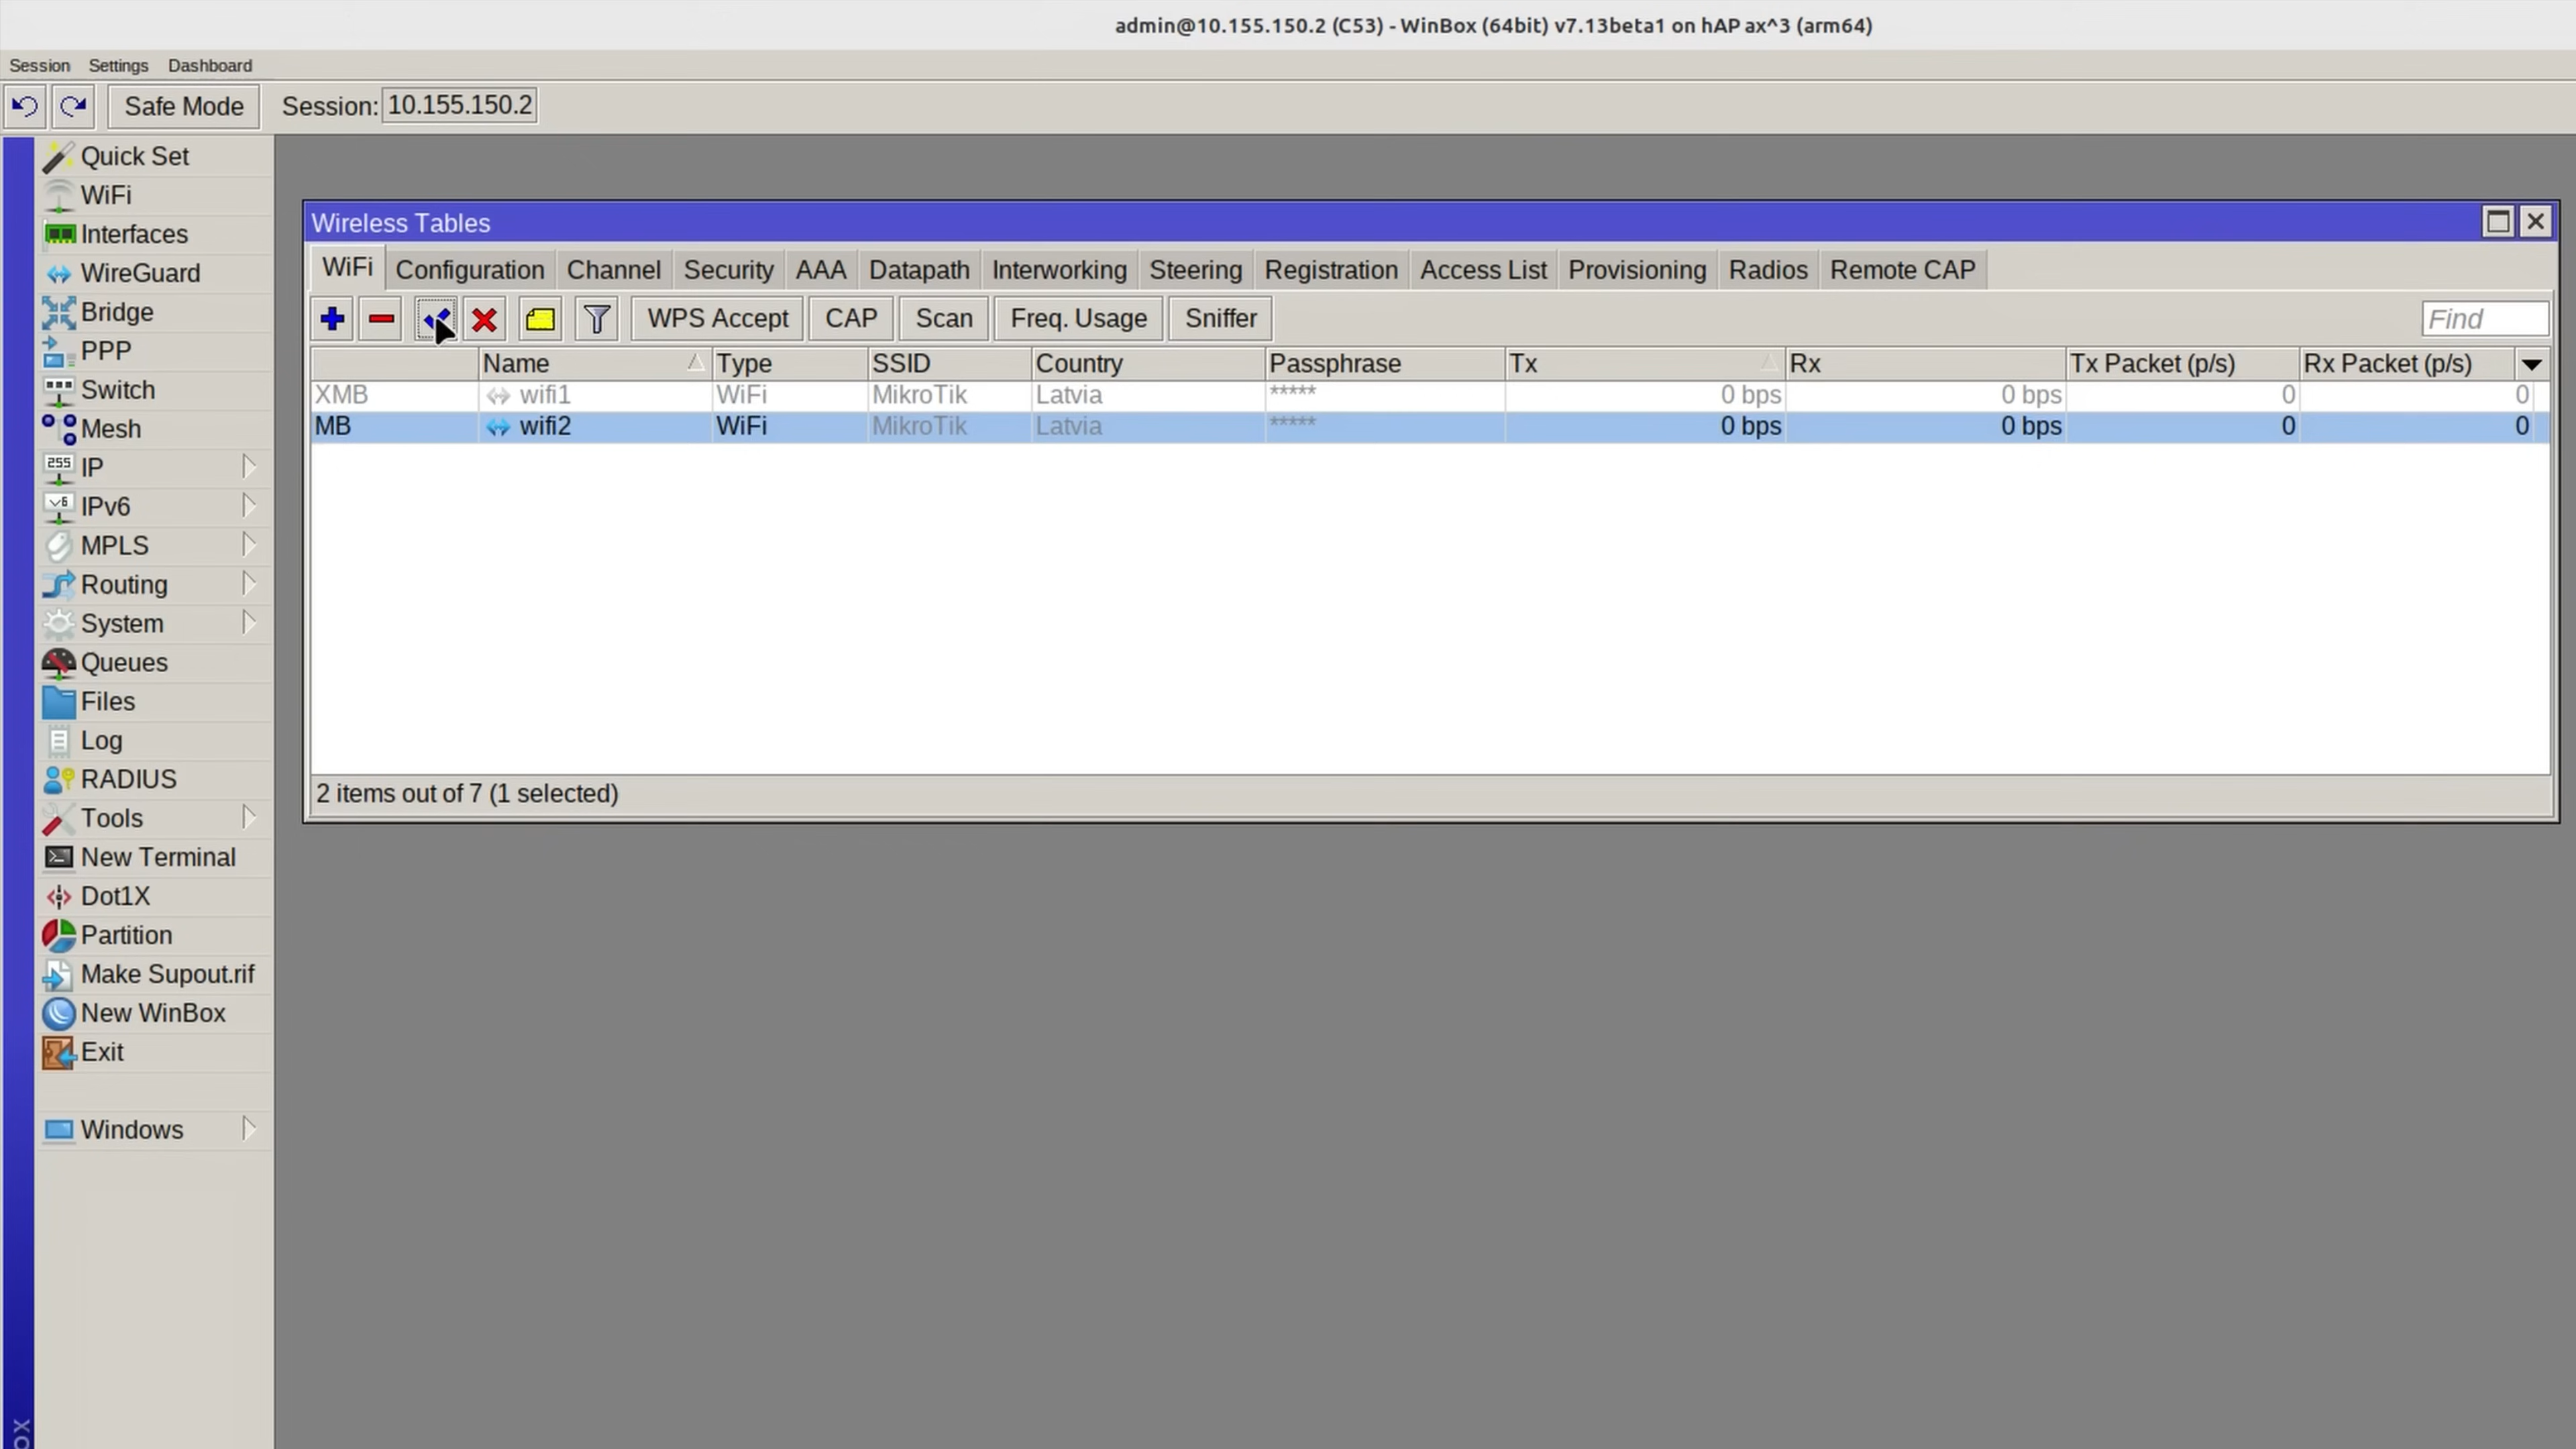 admin@10.155.150.2 (C53) - WinBox (64bit) v7.13beta1 on hAP ax^3 (arm64)
Session Settings Dashboard
Safe Mode Session: 10.155.150.2
Quick Set
WiFi
Interfaces
WireGuard
Bridge
PPP
Switch
Mesh
255 IP
v6 IPv6
MPLS
Routing
System
Queues
Files
Log
RADIUS
Tools
New Terminal
Dot1X
Partition
Make Supout.rif
New WinBox
Exit
Windows
Wireless Tables
WiFi Configuration Channel Security AAA Datapath Interworking Steering Registration Access List Provisioning Radios Remote CAP
WPS Accept CAP Scan Freq. Usage Sniffer Find
Name Type SSID Country Passphrase Tx Rx Tx Packet (p/s) Rx Packet (p/s)
XMB wifi1 WiFi MikroTik Latvia ***** 0 bps 0 bps 0 0
MB wifi2 WiFi MikroTik Latvia ***** 0 bps 0 bps 0 0
2 items out of 7 (1 selected)